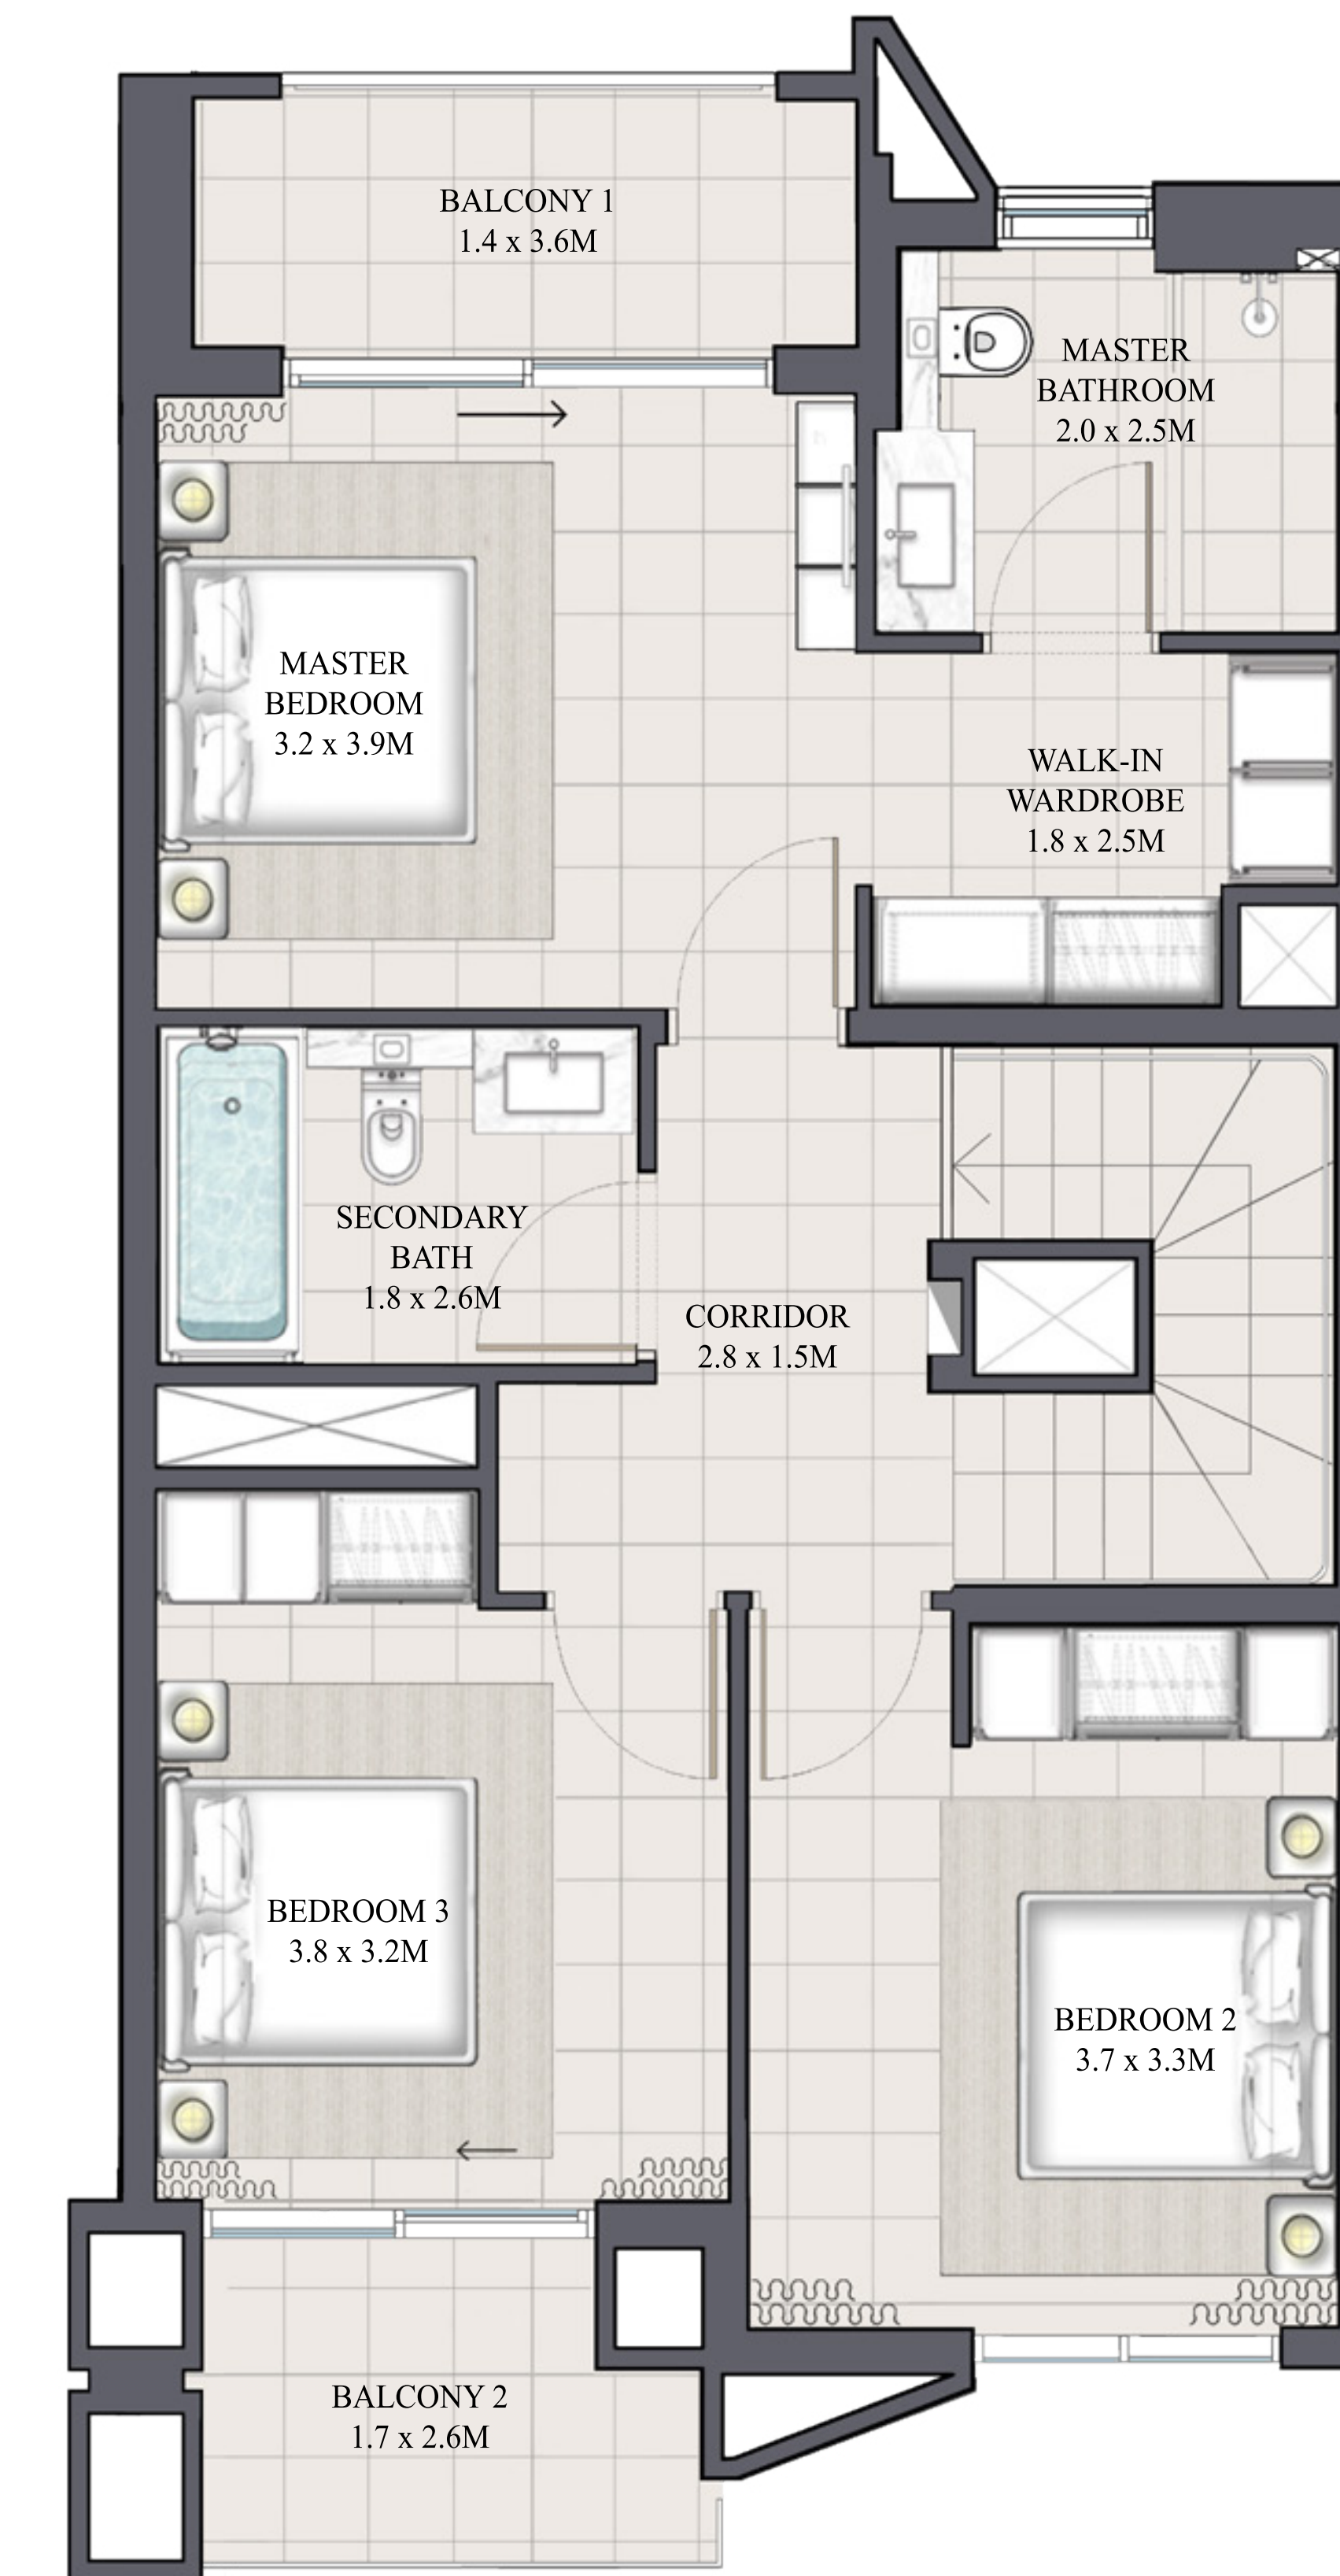 BALCONY 1
1.4 x 3.6M
MASTER
BATHROOM
2.0 x 2.5M
MASTER
BEDROOM
3.2 x 3.9M
WALK-IN
WARDROBE
1.8 x 2.5M
SECONDARY
BATH
1.8 x 2.6M
CORRIDOR
2.8 x 1.5M
BEDROOM 3
3.8 x 3.2M
BEDROOM 2
3.7 x 3.3M
BALCONY 2
1.7 x 2.6M